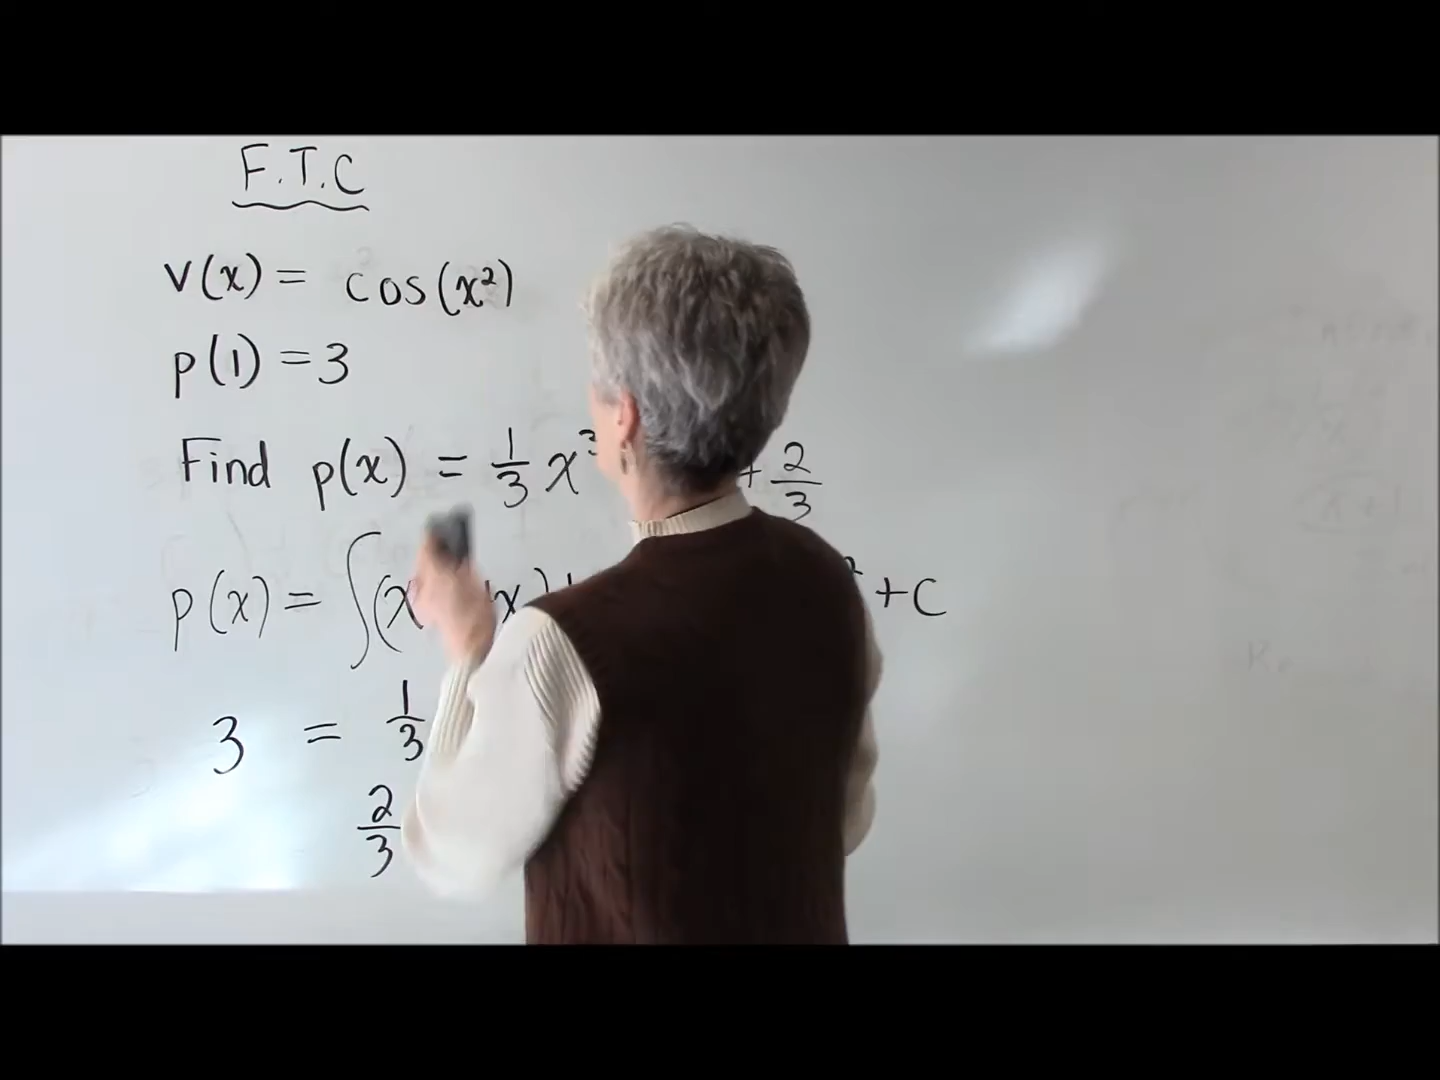 F.T.C
v(x) = cos(x²)
p(1) = 3
Find p(x) = 1/3 x³ + 2/3
p(x) = ∫(x x) + C
3 = 1/3
2/3